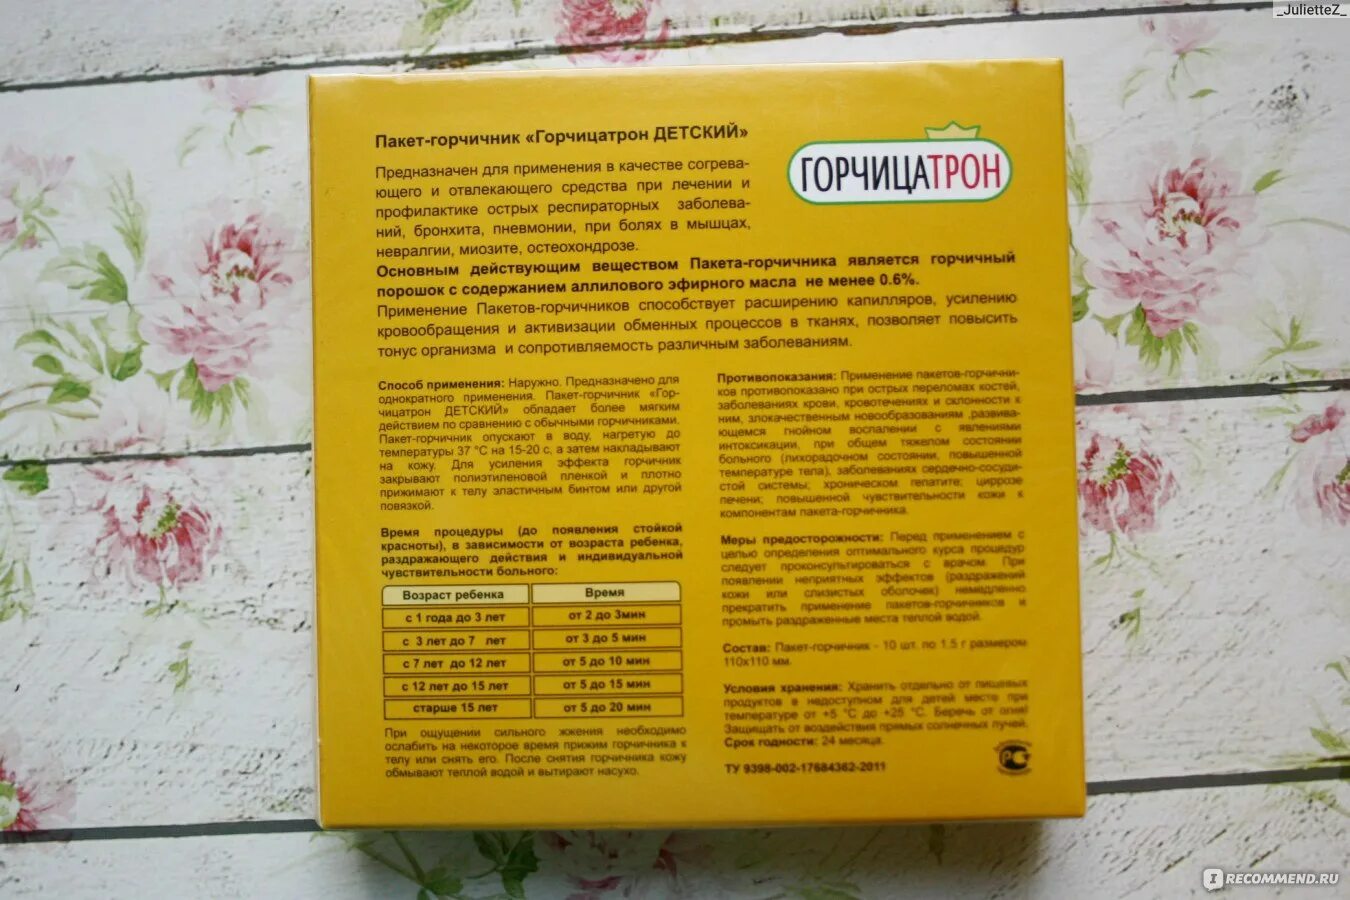 _JulietteZ_
Пакет-горчичник «Горчицатрон ДЕТСКИЙ»
ГОРЧИЦАТРОН
Предназначен для применения в качестве согрева-
ющего и отвлекающего средства при лечении и
профилактике острых респираторных заболева-
ний, бронхита, пневмонии, при болях в мышцах,
невралгии, миозите, остеохондрозе.
Основным действующим веществом Пакета-горчичника является горчичный
порошок с содержанием аллилового эфирного масла не менее 0.6%.
Применение Пакетов-горчичников способствует расширению капилляров, усилению
кровообращения и активизации обменных процессов в тканях, позволяет повысить
тонус организма и сопротивляемость различным заболеваниям.
Способ применения: Наружно. Предназначено для
однократного применения. Пакет-горчичник «Гор-
чицатрон ДЕТСКИЙ» обладает более мягким
действием по сравнению с обычными горчичниками.
Пакет-горчичник опускают в воду, нагретую до
температуры 37 °С на 15-20 с, а затем накладывают
на кожу. Для усиления эффекта горчичник
закрывают полиэтиленовой пленкой и плотно
прижимают к телу эластичным бинтом или другой
повязкой.
Время процедуры (до появления стойкой
красноты), в зависимости от возраста ребенка,
раздражающего действия и индивидуальной
чувствительности больного:
Возраст ребенка Время
с 1 года до 3 лет от 2 до 3мин
с 3 лет до 7 лет от 3 до 5 мин
с 7 лет до 12 лет от 5 до 10 мин
с 12 лет до 15 лет от 5 до 15 мин
старше 15 лет от 5 до 20 мин
При ощущении сильного жжения необходимо
ослабить на некоторое время прижим горчичника к
телу или снять его. После снятия горчичника кожу
обмывают теплой водой и вытирают насухо.
Противопоказания: Применение пакетов-горчични-
ков противопоказано при острых переломах костей,
заболеваниях крови, кровотечениях и склонности к
ним, злокачественным новообразованиям ,развива-
ющемся гнойном воспалении с явлениями
интоксикации, при общем тяжелом состоянии
больного (лихорадочном состоянии, повышенной
температуре тела), заболеваниях сердечно-сосуди-
стой системы; хроническом гепатите; циррозе
печени; повышенной чувствительности кожи к
компонентам пакета-горчичника.
Меры предосторожности: Перед применением с
целью определения оптимального курса процедур
следует проконсультироваться с врачом. При
появлении неприятных эффектов (раздражений
кожи или слизистых оболочек) немедленно
прекратить применение пакетов-горчичников и
промыть раздраженные места теплой водой.
Состав: Пакет-горчичник - 10 шт. по 1.5 г размером
110х110 мм.
Условия хранения: Хранить отдельно от пищевых
продуктов в недоступном для детей месте при
температуре от +5 °С до +25 °С. Беречь от огня!
Защищать от воздействия прямых солнечных лучей.
Срок годности: 24 месяца.
ТУ 9398-002-17684362-2011
РСТ
IRECOMMEND.RU